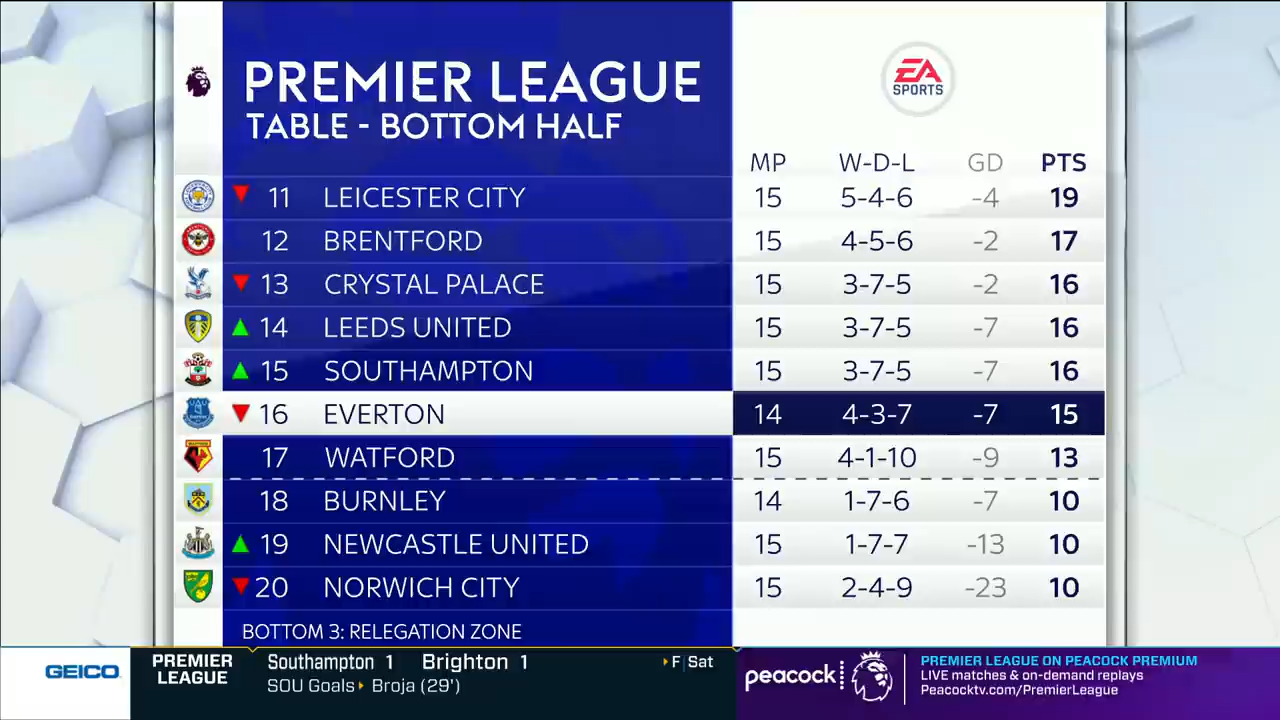 PREMIER LEAGUE
TABLE - BOTTOM HALF
EA
SPORTS
MP W-D-L GD PTS
11 LEICESTER CITY 15 5-4-6 -4 19
12 BRENTFORD 15 4-5-6 -2 17
13 CRYSTAL PALACE 15 3-7-5 -2 16
14 LEEDS UNITED 15 3-7-5 -7 16
15 SOUTHAMPTON 15 3-7-5 -7 16
16 EVERTON 14 4-3-7 -7 15
17 WATFORD 15 4-1-10 -9 13
18 BURNLEY 14 1-7-6 -7 10
19 NEWCASTLE UNITED 15 1-7-7 -13 10
20 NORWICH CITY 15 2-4-9 -23 10
BOTTOM 3: RELEGATION ZONE
GEICO
PREMIER
LEAGUE
Southampton 1 Brighton 1 F Sat
SOU Goals Broja (29')
peacock
PREMIER LEAGUE ON PEACOCK PREMIUM
LIVE matches & on-demand replays
Peacocktv.com/PremierLeague